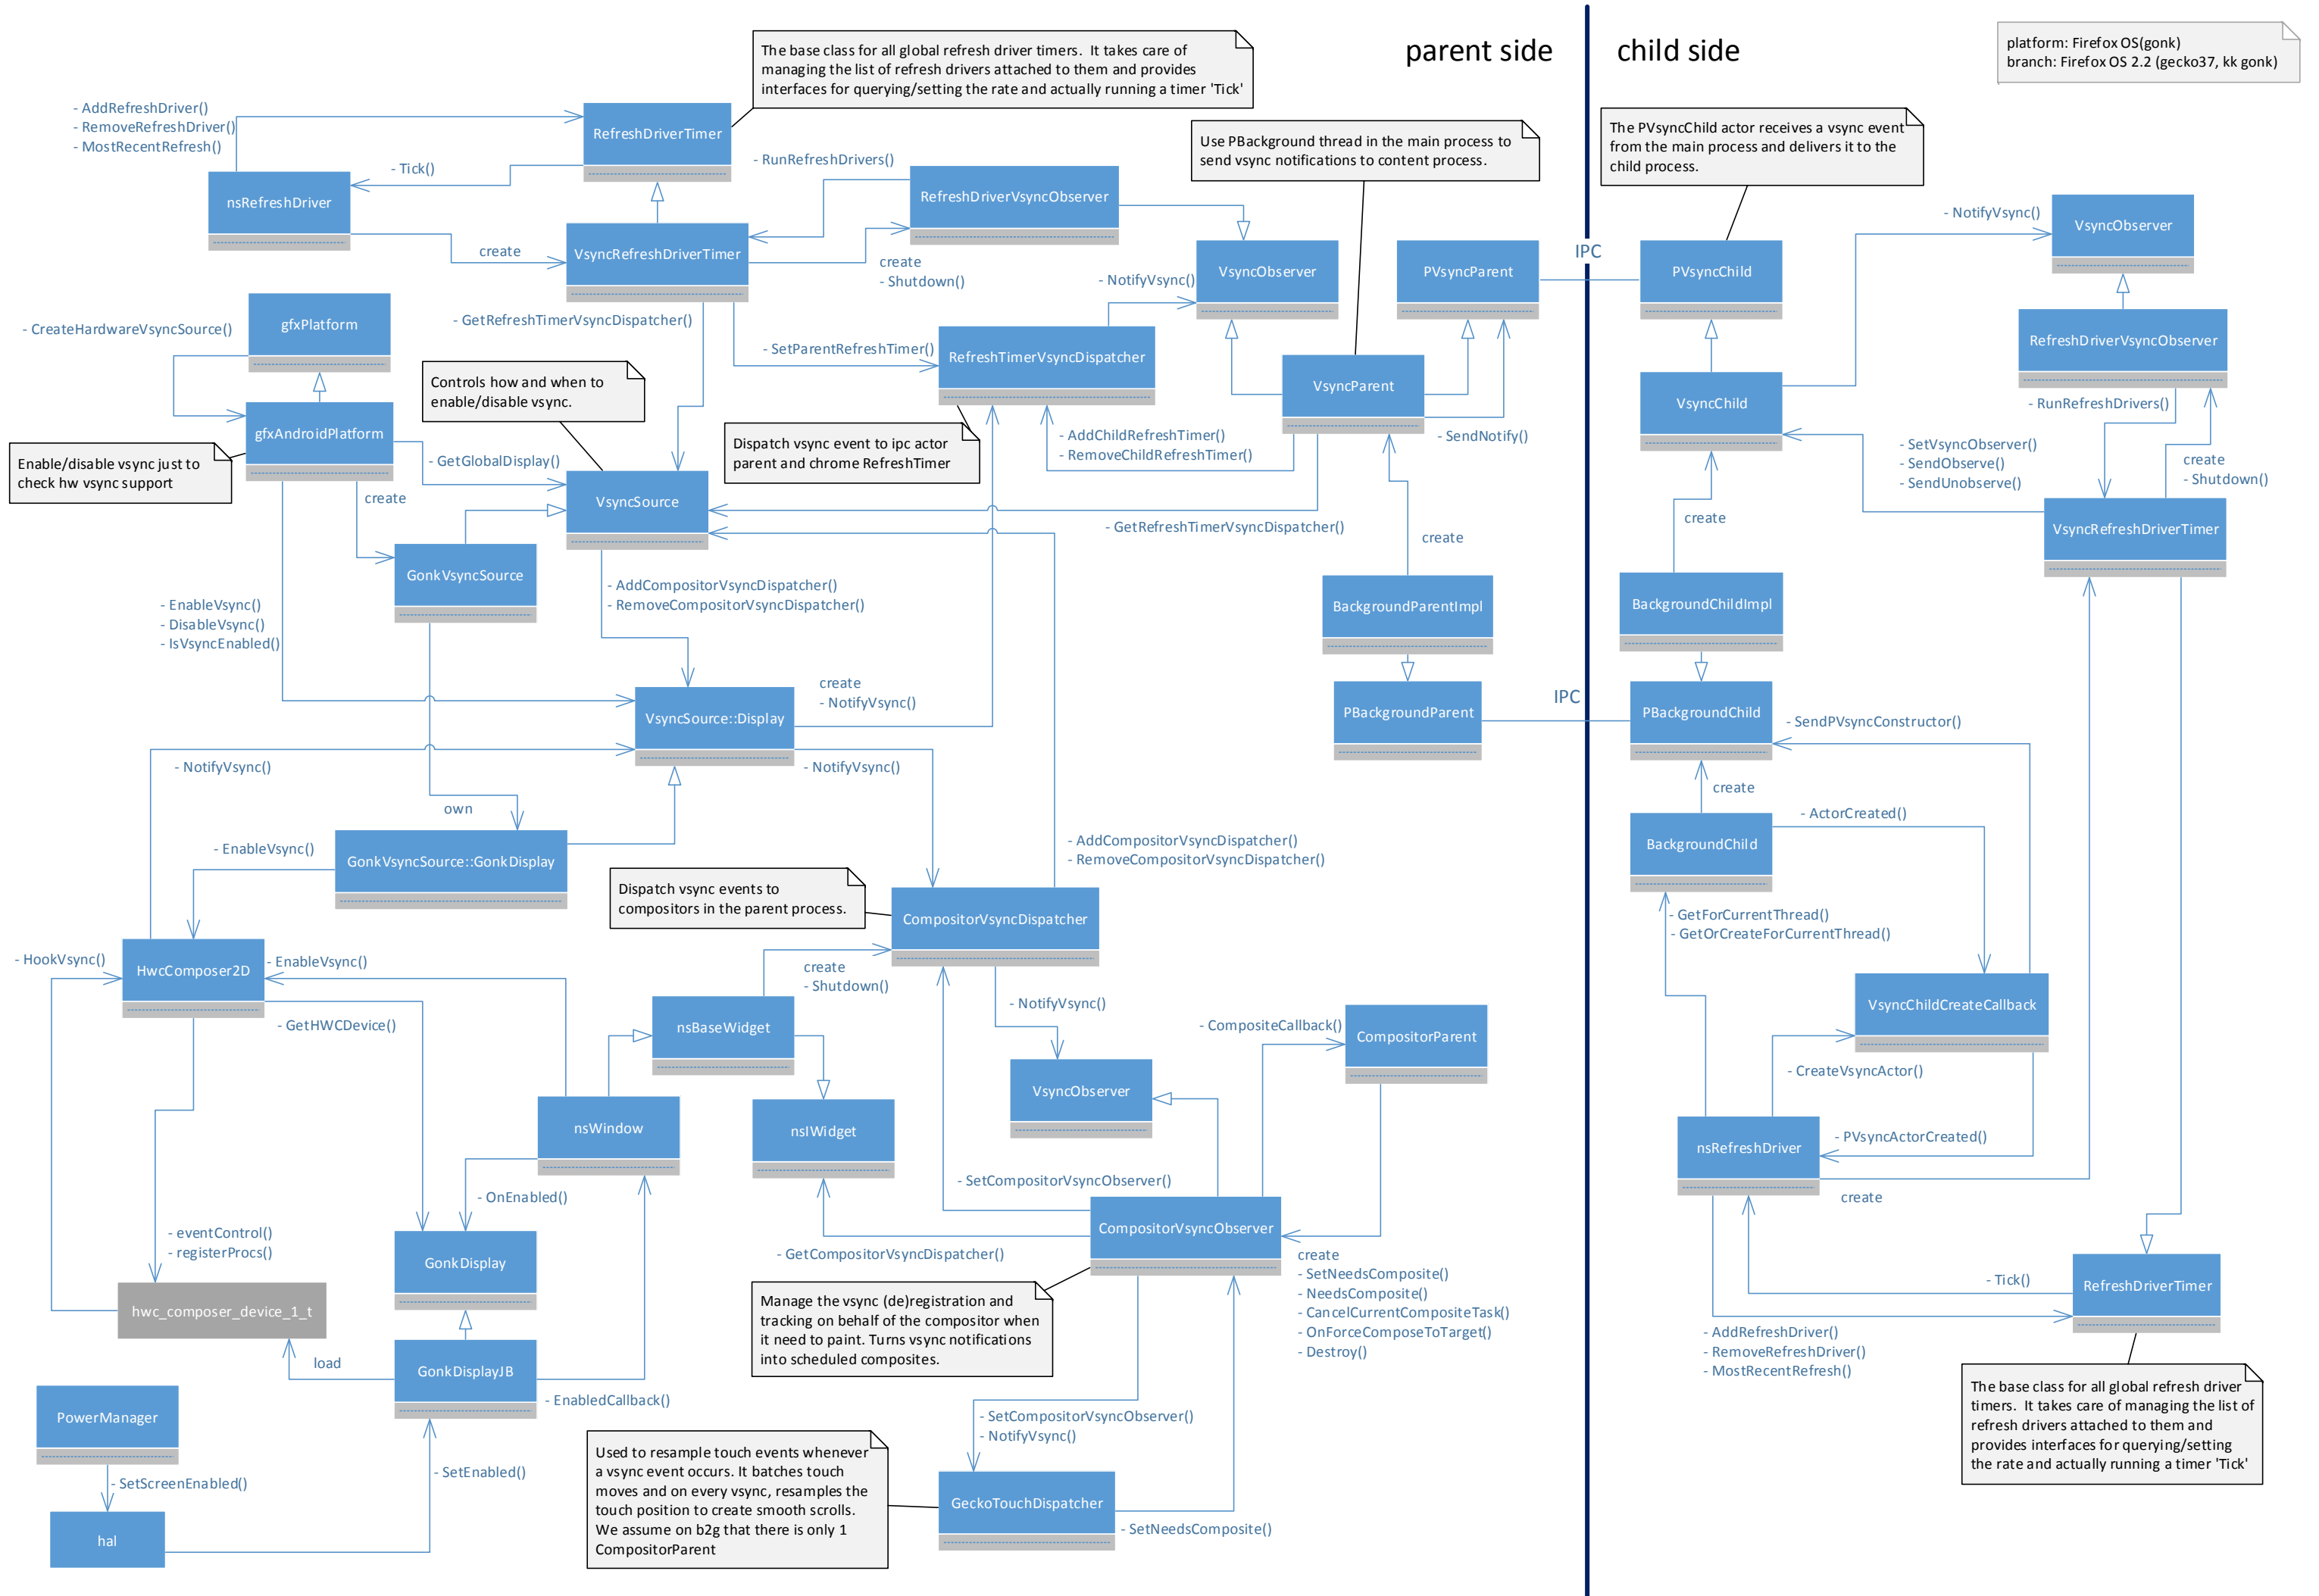 parent side
child side
platform: Firefox OS(gonk)
branch: Firefox OS 2.2 (gecko37, kk gonk)
The base class for all global refresh driver timers.  It takes care of
managing the list of refresh drivers attached to them and provides
interfaces for querying/setting the rate and actually running a timer 'Tick'
- AddRefreshDriver()
- RemoveRefreshDriver()
- MostRecentRefresh()
RefreshDriverTimer
- Tick()
nsRefreshDriver
create
VsyncRefreshDriverTimer
- RunRefreshDrivers()
RefreshDriverVsyncObserver
create
- Shutdown()
Use PBackground thread in the main process to
send vsync notifications to content process.
VsyncObserver
- NotifyVsync()
PVsyncParent
IPC
gfxPlatform
- CreateHardwareVsyncSource()
- GetRefreshTimerVsyncDispatcher()
- SetParentRefreshTimer()
RefreshTimerVsyncDispatcher
VsyncParent
- SendNotify()
- AddChildRefreshTimer()
- RemoveChildRefreshTimer()
Controls how and when to
enable/disable vsync.
gfxAndroidPlatform
Enable/disable vsync just to
check hw vsync support
- GetGlobalDisplay()
create
Dispatch vsync event to ipc actor
parent and chrome RefreshTimer
VsyncSource
- GetRefreshTimerVsyncDispatcher()
create
GonkVsyncSource
- AddCompositorVsyncDispatcher()
- RemoveCompositorVsyncDispatcher()
- EnableVsync()
- DisableVsync()
- IsVsyncEnabled()
BackgroundParentImpl
VsyncSource::Display
create
- NotifyVsync()
PBackgroundParent
IPC
- NotifyVsync()
- NotifyVsync()
own
- EnableVsync()
GonkVsyncSource::GonkDisplay
- AddCompositorVsyncDispatcher()
- RemoveCompositorVsyncDispatcher()
Dispatch vsync events to
compositors in the parent process.
CompositorVsyncDispatcher
- HookVsync()
HwcComposer2D
- EnableVsync()
- GetHWCDevice()
create
- Shutdown()
nsBaseWidget
- NotifyVsync()
- CompositeCallback()
CompositorParent
VsyncObserver
nsWindow
nsIWidget
- OnEnabled()
- SetCompositorVsyncObserver()
CompositorVsyncObserver
- GetCompositorVsyncDispatcher()
- eventControl()
- registerProcs()
GonkDisplay
hwc_composer_device_1_t
create
- SetNeedsComposite()
- NeedsComposite()
- CancelCurrentCompositeTask()
- OnForceComposeToTarget()
- Destroy()
Manage the vsync (de)registration and
tracking on behalf of the compositor when
it need to paint. Turns vsync notifications
into scheduled composites.
load
GonkDisplayJB
- EnabledCallback()
PowerManager
- SetScreenEnabled()
hal
- SetEnabled()
- SetCompositorVsyncObserver()
- NotifyVsync()
Used to resample touch events whenever
a vsync event occurs. It batches touch
moves and on every vsync, resamples the
touch position to create smooth scrolls.
We assume on b2g that there is only 1
CompositorParent
GeckoTouchDispatcher
- SetNeedsComposite()
The PVsyncChild actor receives a vsync event
from the main process and delivers it to the
child process.
- NotifyVsync()
VsyncObserver
PVsyncChild
RefreshDriverVsyncObserver
VsyncChild
- RunRefreshDrivers()
- SetVsyncObserver()
- SendObserve()
- SendUnobserve()
create
- Shutdown()
create
VsyncRefreshDriverTimer
BackgroundChildImpl
PBackgroundChild
- SendPVsyncConstructor()
create
- ActorCreated()
BackgroundChild
- GetForCurrentThread()
- GetOrCreateForCurrentThread()
VsyncChildCreateCallback
- CreateVsyncActor()
nsRefreshDriver
- PVsyncActorCreated()
create
- Tick()
RefreshDriverTimer
- AddRefreshDriver()
- RemoveRefreshDriver()
- MostRecentRefresh()
The base class for all global refresh driver
timers.  It takes care of managing the list of
refresh drivers attached to them and
provides interfaces for querying/setting
the rate and actually running a timer 'Tick'